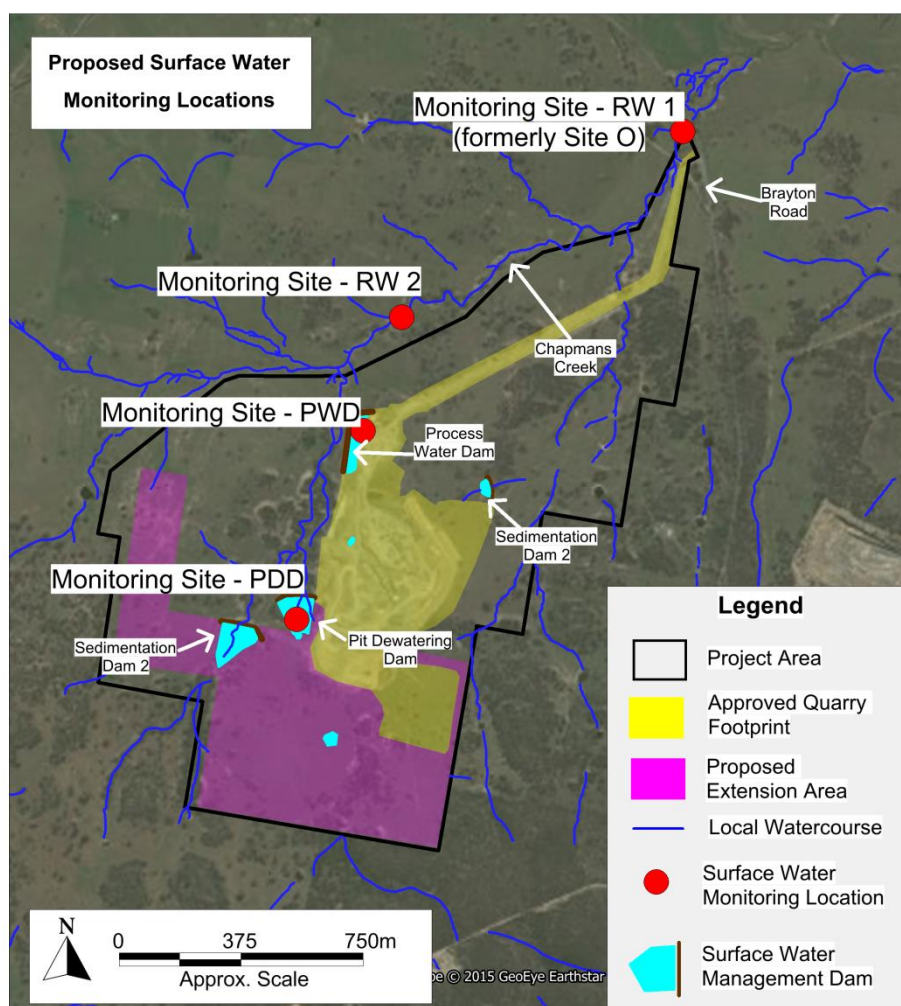 Proposed Surface Water
Monitoring Locations
Monitoring Site - RW 1
(formerly Site O)
Brayton
Road
Monitoring Site - RW 2
Chapmans
Creek
Monitoring Site - PWD
Process
Water Dam
Sedimentation
Dam 2
Monitoring Site - PDD
Sedimentation
Dam 2
Pit Dewatering
Dam
Legend
Project Area
Approved Quarry
Footprint
Proposed
Extension Area
Local Watercourse
Surface Water
Monitoring Location
Surface Water
Management Dam
N
0 375 750m
Approx. Scale
© 2015 GeoEye Earthstar